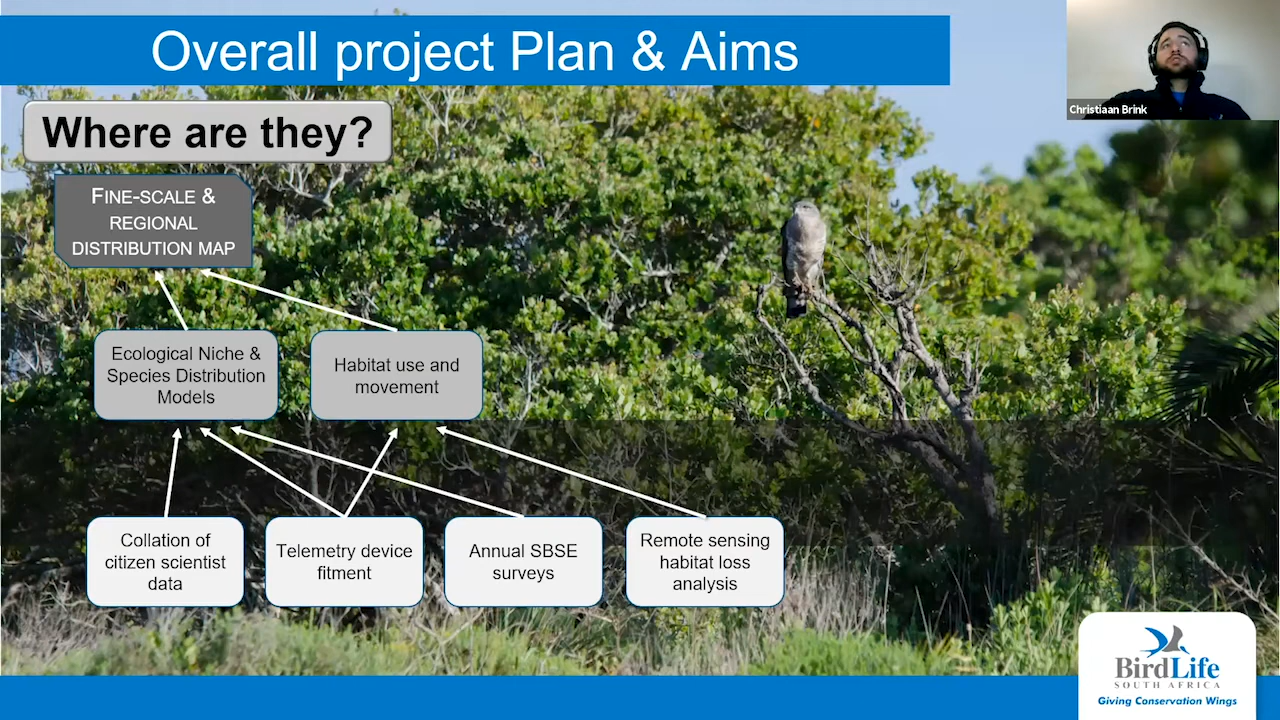 Overall project Plan & Aims
Christiaan Brink
Where are they?
FINE-SCALE &
REGIONAL
DISTRIBUTION MAP
Ecological Niche &
Species Distribution
Models
Habitat use and
movement
Collation of
citizen scientist
data
Telemetry device
fitment
Annual SBSE
surveys
Remote sensing
habitat loss
analysis
BirdLife
SOUTH AFRICA
Giving Conservation Wings